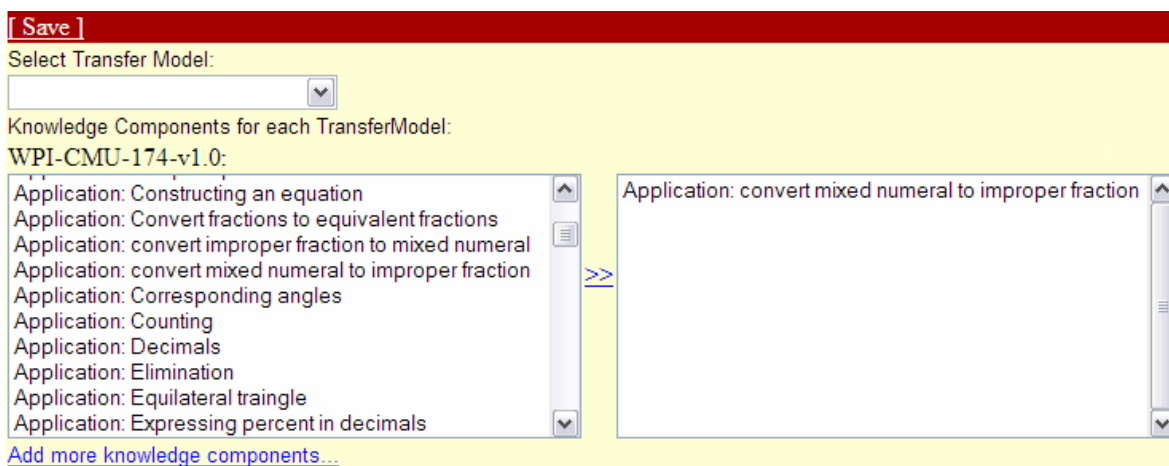 [ Save ]
Select Transfer Model:
Knowledge Components for each TransferModel:
WPI-CMU-174-v1.0:
Application: Constructing an equation
Application: Convert fractions to equivalent fractions
Application: convert improper fraction to mixed numeral
Application: convert mixed numeral to improper fraction
Application: Corresponding angles
Application: Counting
Application: Decimals
Application: Elimination
Application: Equilateral traingle
Application: Expressing percent in decimals
>>
Application: convert mixed numeral to improper fraction
Add more knowledge components...